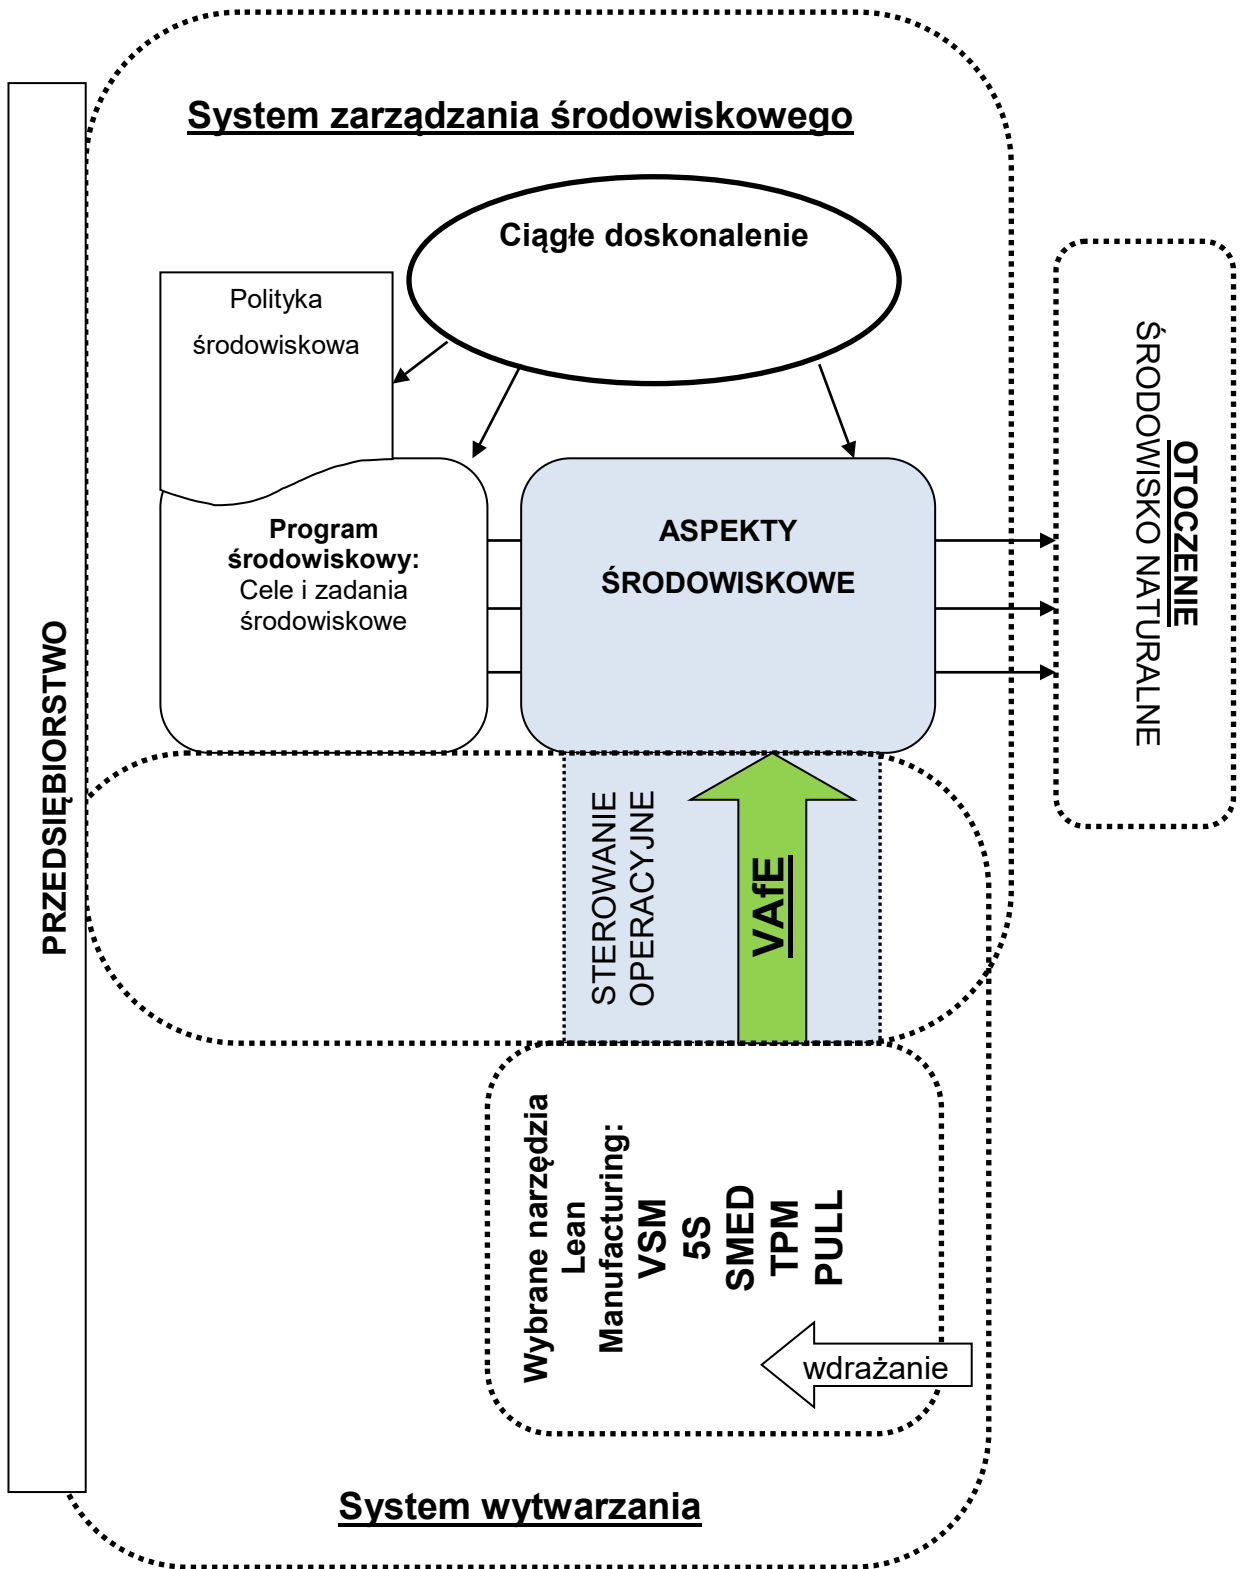 System zarządzania środowiskowego
Ciągłe doskonalenie
Polityka
środowiskowa
Program
środowiskowy:
Cele i zadania
środowiskowe
ASPEKTY
ŚRODOWISKOWE
OTOCZENIE
ŚRODOWISKO NATURALNE
PRZEDSIĘBIORSTWO
STEROWANIE
OPERACYJNE
VAfE
Wybrane narzędzia
Lean
Manufacturing:
VSM
5S
SMED
TPM
PULL
wdrażanie
System wytwarzania